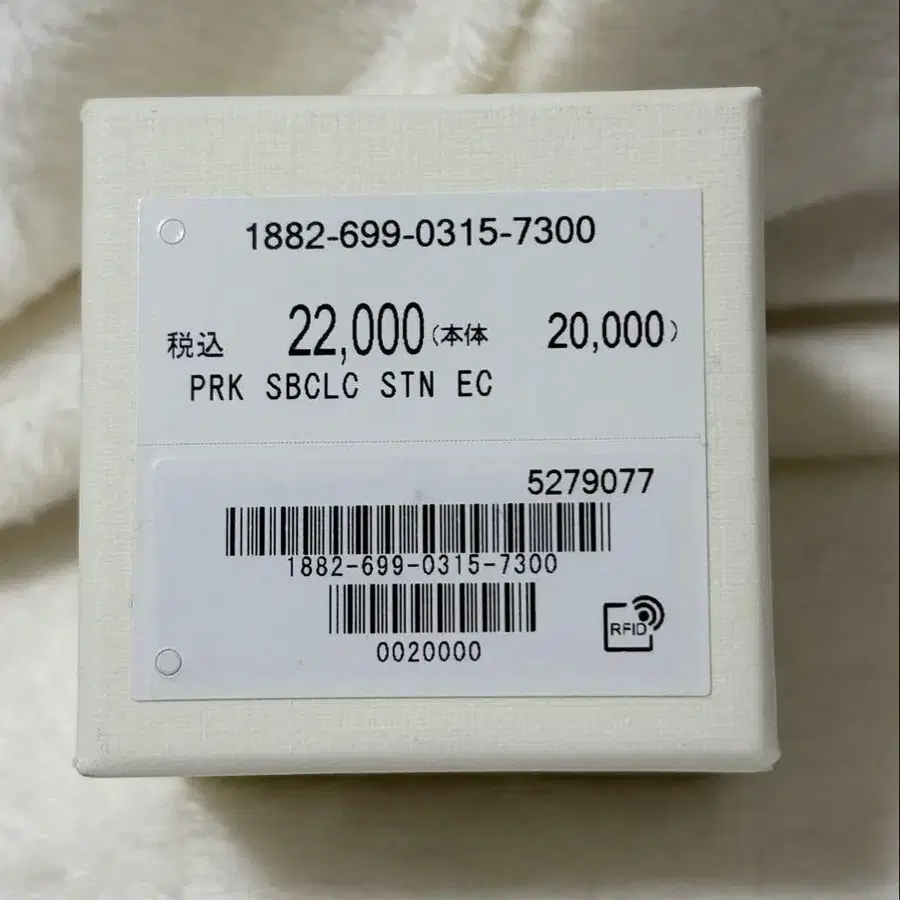 1882-699-0315-7300
税込 22,000(本体 20,000)
PRK SBCLC STN EC
5279077
1882-699-0315-7300
0020000
RFID